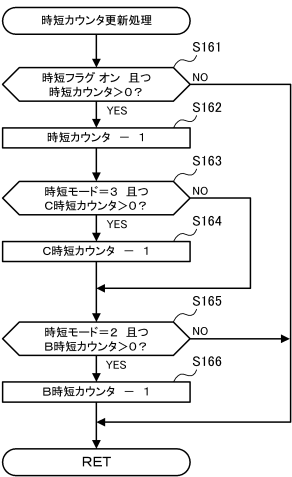 時短カウンタ更新処理
S161
時短フラグ オン 且つ
時短カウンタ＞０？
NO
YES
S162
時短カウンタ － １
S163
時短モード＝３ 且つ
Ｃ時短カウンタ＞０？
NO
YES
S164
Ｃ時短カウンタ － １
S165
時短モード＝２ 且つ
Ｂ時短カウンタ＞０？
NO
YES
S166
Ｂ時短カウンタ － １
ＲＥＴ